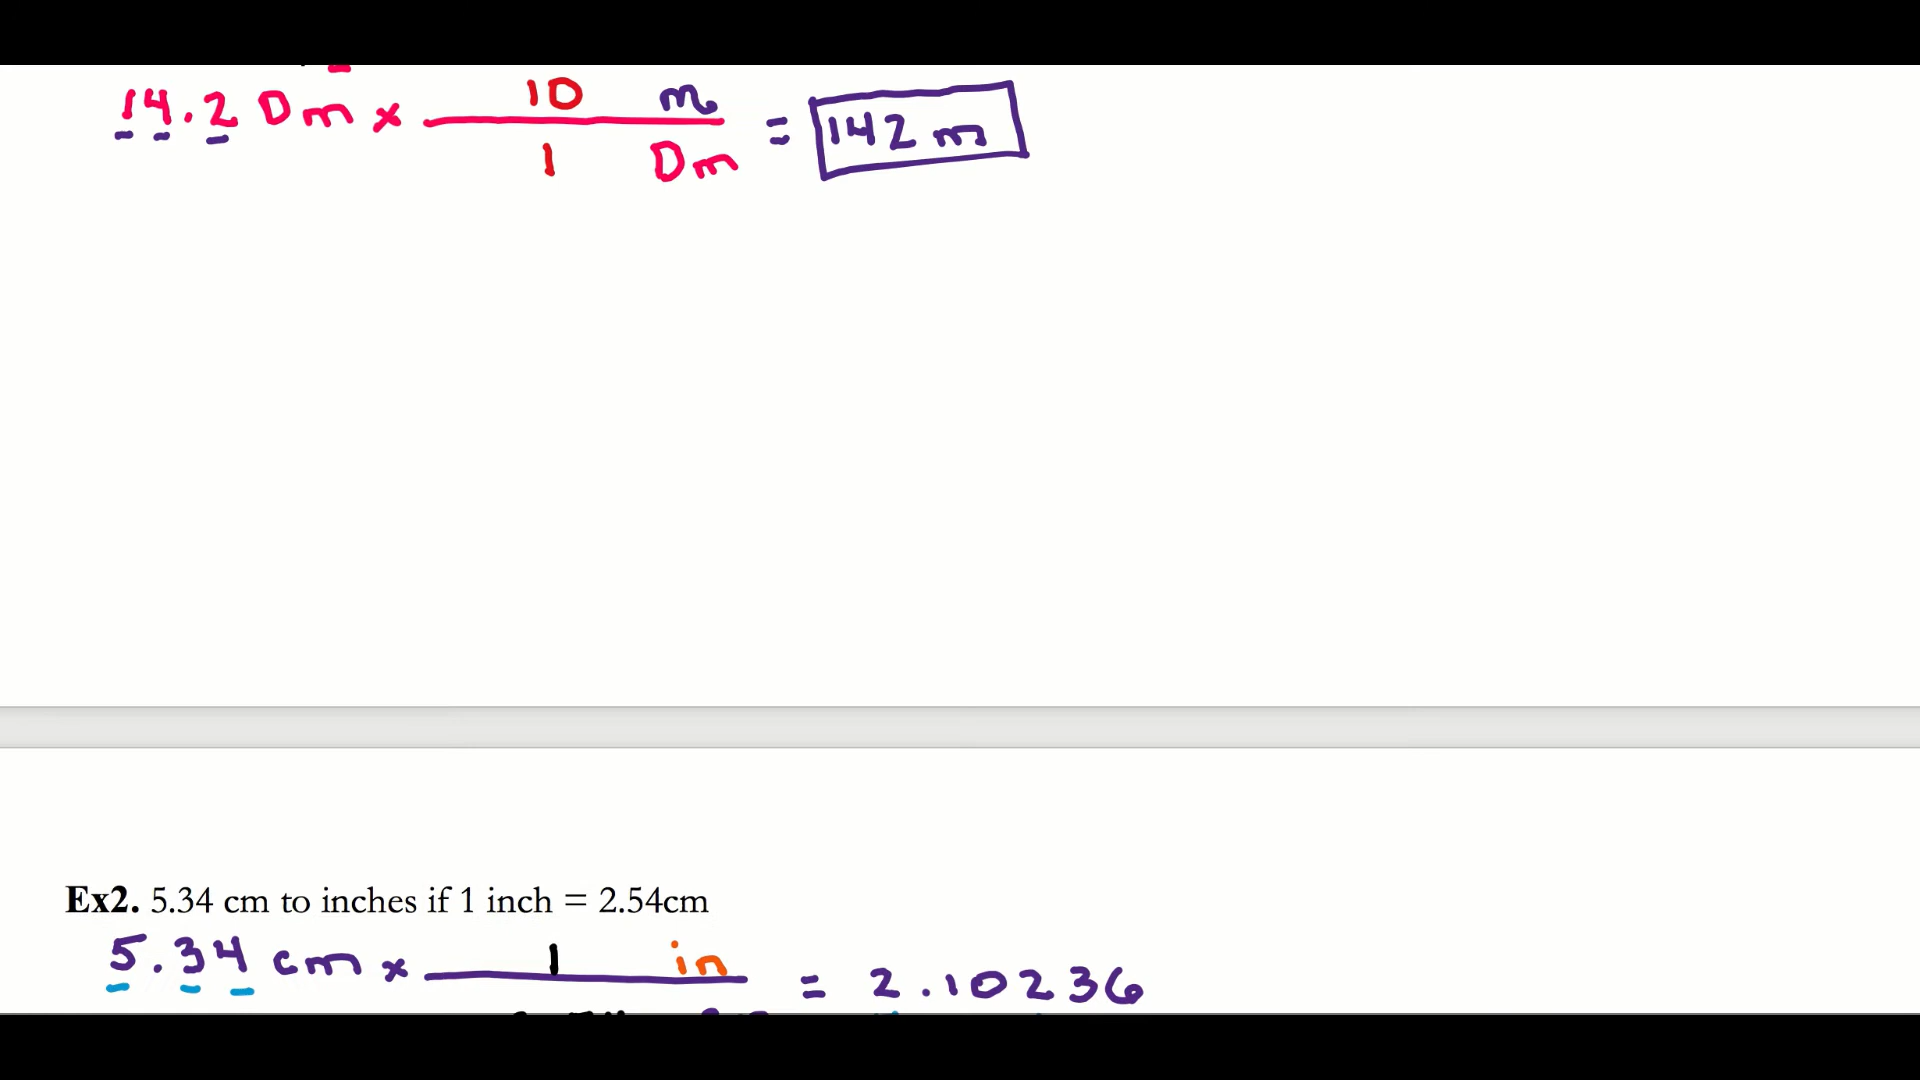 14.2 Dm x 10 m / 1 Dm = 142 m
Ex2. 5.34 cm to inches if 1 inch = 2.54cm
5.34 cm x 1 in = 2.10236